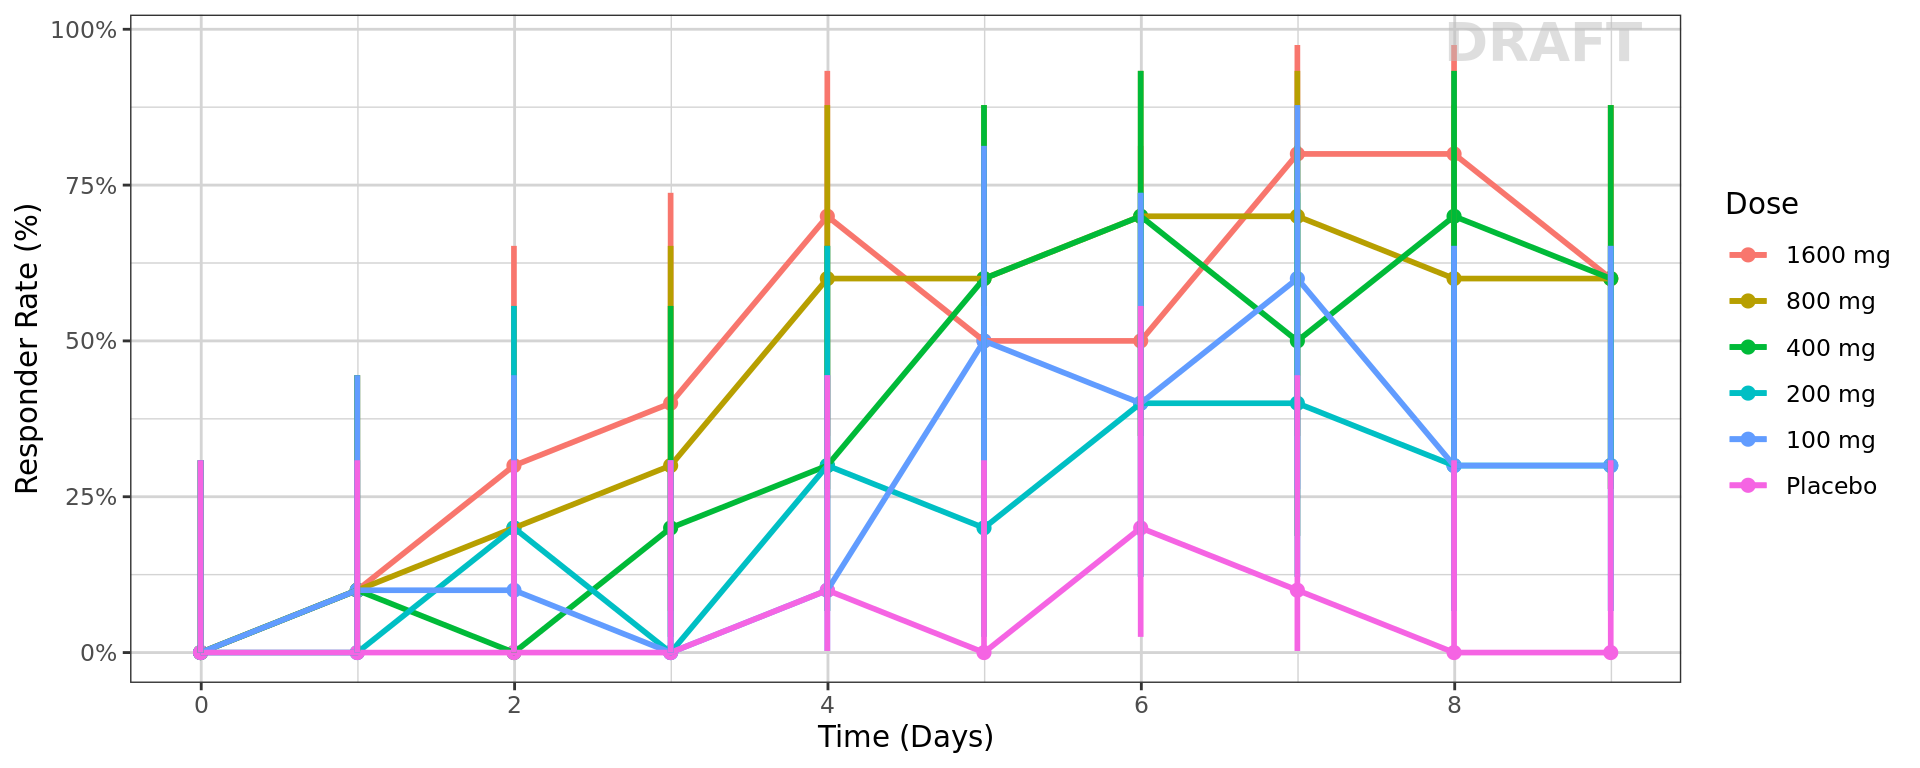 DRAFT
100%
75%
50%
25%
0%
Responder Rate (%)
0 2 4 6 8
Time (Days)
Dose
1600 mg
800 mg
400 mg
200 mg
100 mg
Placebo